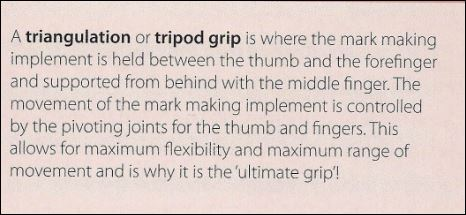 A triangulation or tripod grip is where the mark making
implement is held between the thumb and the forefinger
and supported from behind with the middle finger. The
movement of the mark making implement is controlled
by the pivoting joints for the thumb and fingers. This
allows for maximum flexibility and maximum range of
movement and is why it is the ‘ultimate grip’!